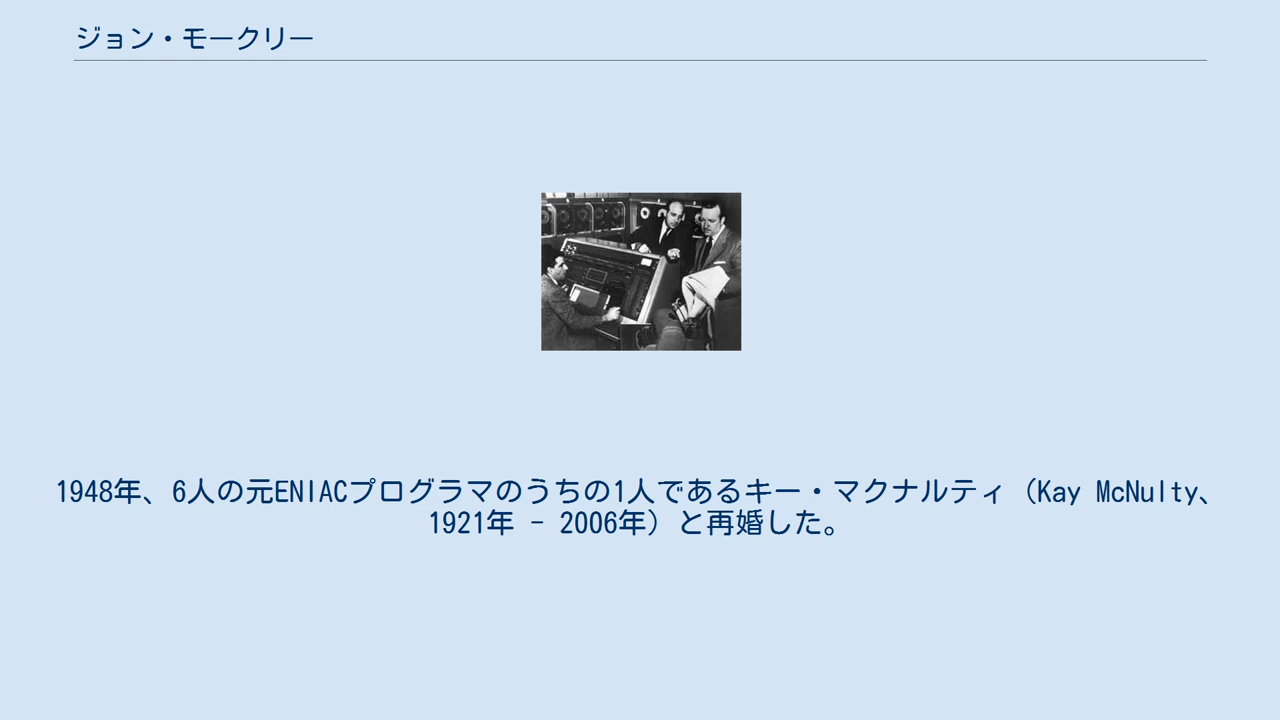 ジョン・モークリー
1948年、6人の元ENIACプログラマのうちの1人であるキー・マクナルティ（Kay McNulty、
1921年 - 2006年）と再婚した。